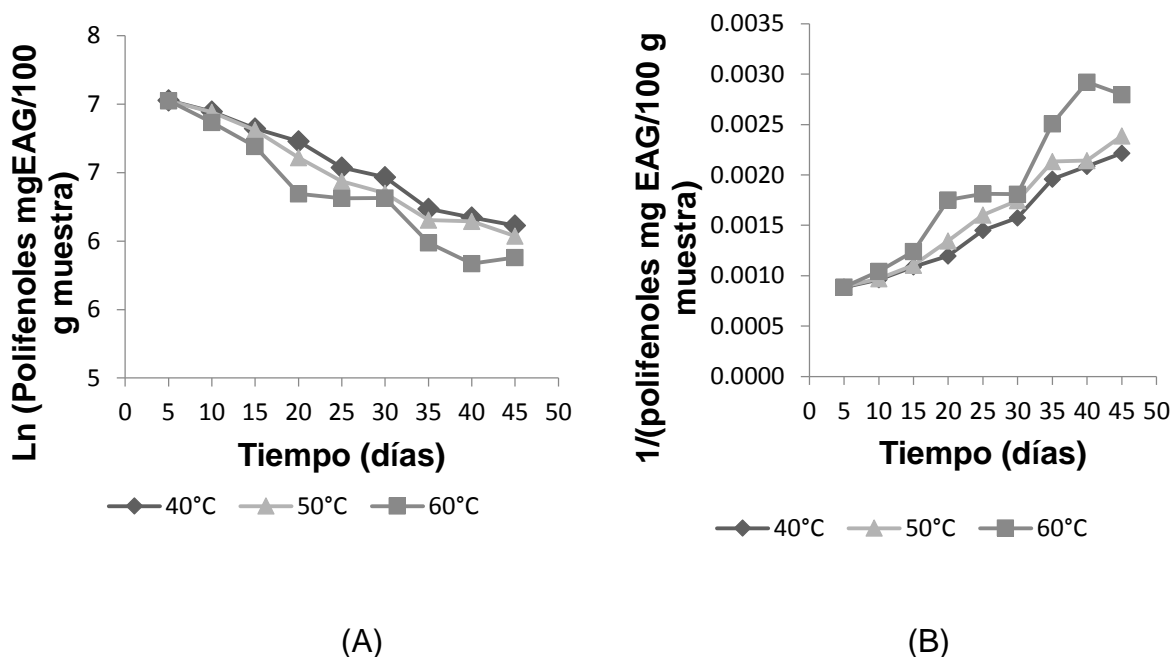 Ln (Polifenoles mgEAG/100
g muestra)
8
7
7
6
6
5
0 5 10 15 20 25 30 35 40 45 50
Tiempo (días)
40°C 50°C 60°C
(A)
1/(polifenoles mg EAG/100 g
muestra)
0.0035
0.0030
0.0025
0.0020
0.0015
0.0010
0.0005
0.0000
0 5 10 15 20 25 30 35 40 45 50
Tiempo (días)
40°C 50°C 60°C
(B)